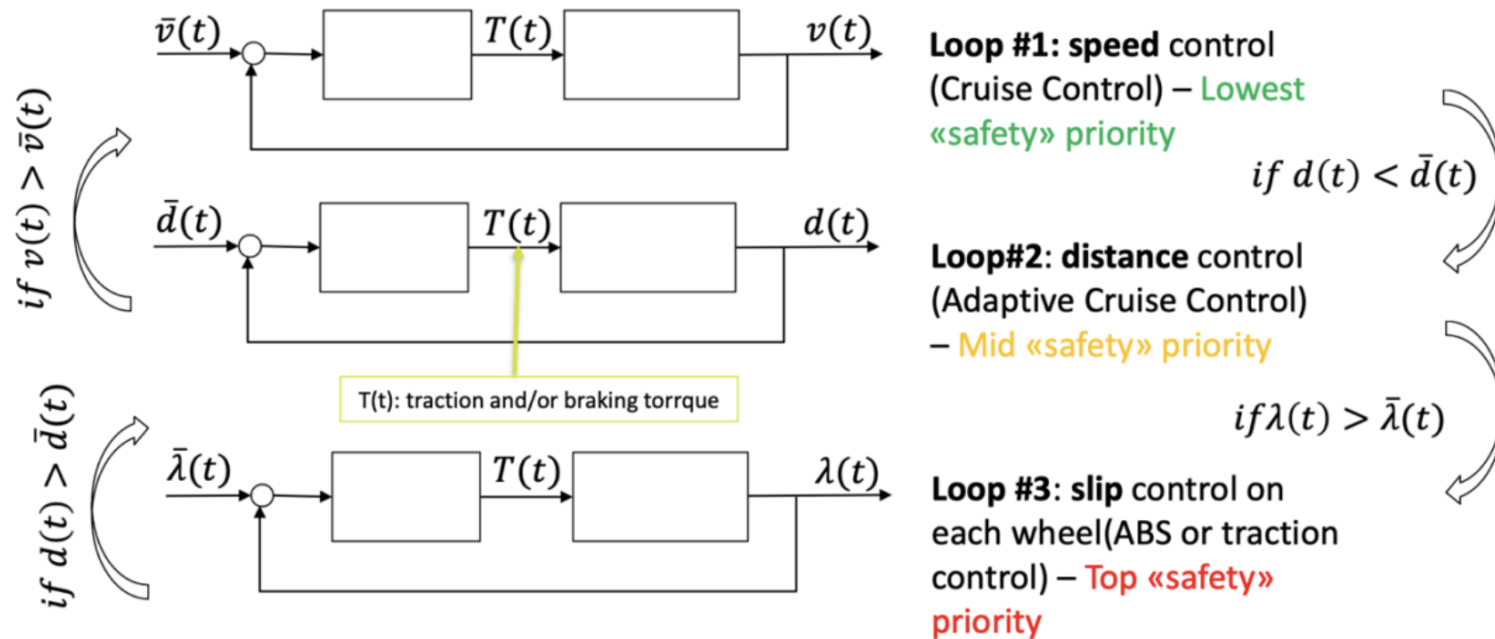 v̄(t)
T(t)
v(t)
Loop #1: speed control
(Cruise Control) – Lowest
«safety» priority
if d(t) < d̄(t)
if v(t) > v̄(t)
d̄(t)
T(t)
d(t)
Loop#2: distance control
(Adaptive Cruise Control)
– Mid «safety» priority
T(t): traction and/or braking torrque
ifλ(t) > λ̄(t)
if d(t) > d̄(t)
λ̄(t)
T(t)
λ(t)
Loop #3: slip control on
each wheel(ABS or traction
control) – Top «safety»
priority